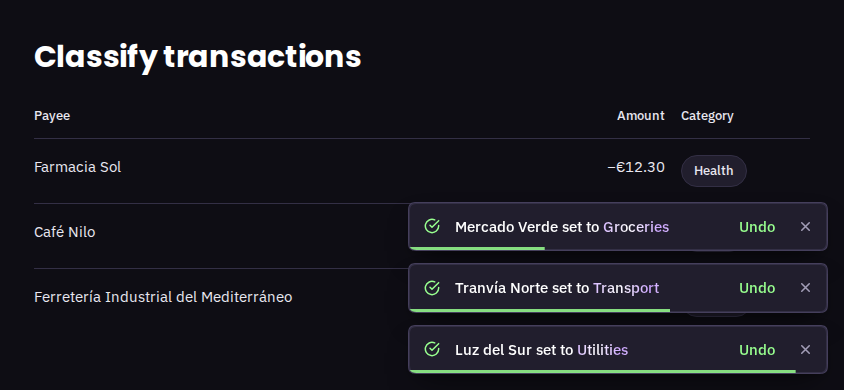 Classify transactions
Payee Amount Category
Farmacia Sol −€12.30 Health
Café Nilo
Mercado Verde set to Groceries Undo
Tranvía Norte set to Transport Undo
Ferretería Industrial del Mediterráneo
Luz del Sur set to Utilities Undo